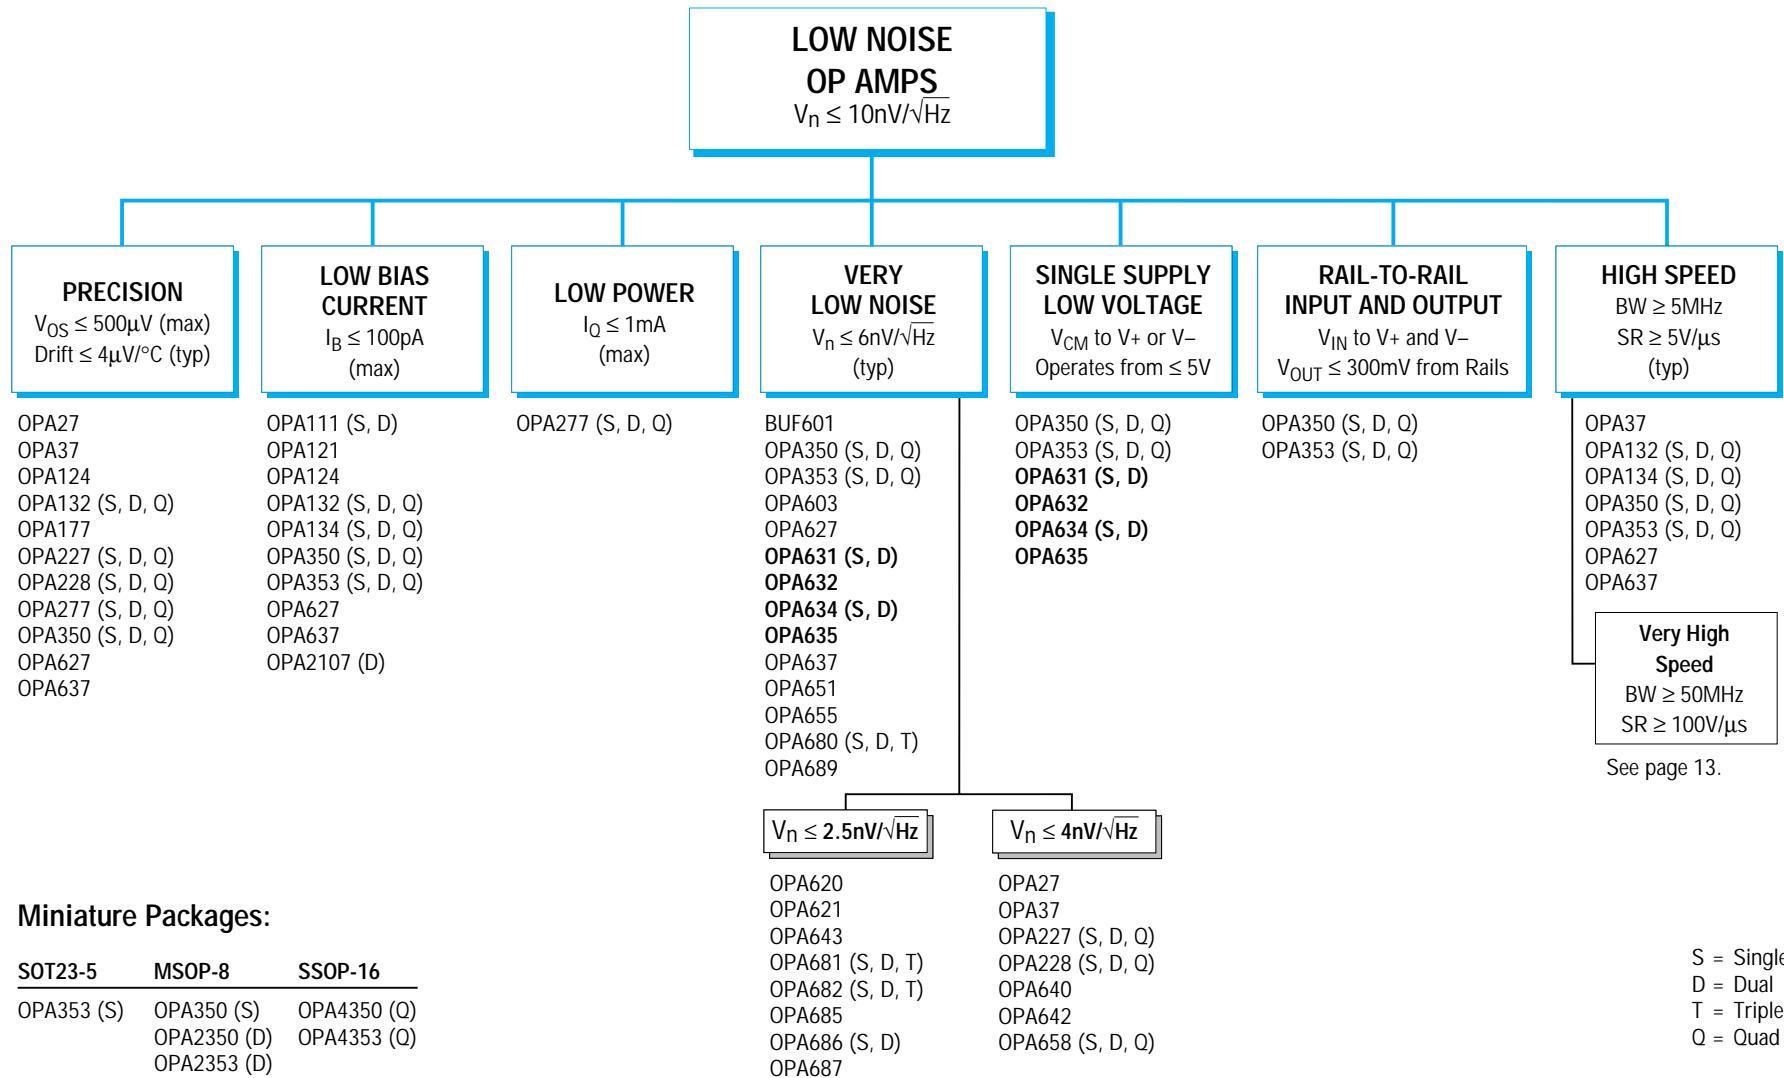 LOW NOISE
OP AMPS
Vn ≤ 10nV/√Hz
PRECISION
VOS ≤ 500µV (max)
Drift ≤ 4µV/°C (typ)
OPA27
OPA37
OPA124
OPA132 (S, D, Q)
OPA177
OPA227 (S, D, Q)
OPA228 (S, D, Q)
OPA277 (S, D, Q)
OPA350 (S, D, Q)
OPA627
OPA637
LOW BIAS
CURRENT
IB ≤ 100pA
(max)
OPA111 (S, D)
OPA121
OPA124
OPA132 (S, D, Q)
OPA134 (S, D, Q)
OPA350 (S, D, Q)
OPA353 (S, D, Q)
OPA627
OPA637
OPA2107 (D)
LOW POWER
IQ ≤ 1mA
(max)
OPA277 (S, D, Q)
VERY
LOW NOISE
Vn ≤ 6nV/√Hz
(typ)
BUF601
OPA350 (S, D, Q)
OPA353 (S, D, Q)
OPA603
OPA627
OPA631 (S, D)
OPA632
OPA634 (S, D)
OPA635
OPA637
OPA651
OPA655
OPA680 (S, D, T)
OPA689
Vn ≤ 2.5nV/√Hz
OPA620
OPA621
OPA643
OPA681 (S, D, T)
OPA682 (S, D, T)
OPA685
OPA686 (S, D)
OPA687
Vn ≤ 4nV/√Hz
OPA27
OPA37
OPA227 (S, D, Q)
OPA228 (S, D, Q)
OPA640
OPA642
OPA658 (S, D, Q)
SINGLE SUPPLY
LOW VOLTAGE
VCM to V+ or V–
Operates from ≤ 5V
OPA350 (S, D, Q)
OPA353 (S, D, Q)
OPA631 (S, D)
OPA632
OPA634 (S, D)
OPA635
RAIL-TO-RAIL
INPUT AND OUTPUT
VIN to V+ and V–
VOUT ≤ 300mV from Rails
OPA350 (S, D, Q)
OPA353 (S, D, Q)
HIGH SPEED
BW ≥ 5MHz
SR ≥ 5V/µs
(typ)
OPA37
OPA132 (S, D, Q)
OPA134 (S, D, Q)
OPA350 (S, D, Q)
OPA353 (S, D, Q)
OPA627
OPA637
Very High
Speed
BW ≥ 50MHz
SR ≥ 100V/µs
See page 13.
Miniature Packages:
SOT23-5 MSOP-8 SSOP-16
OPA353 (S) OPA350 (S) OPA4350 (Q)
OPA2350 (D) OPA4353 (Q)
OPA2353 (D)
S = Single
D = Dual
T = Triple
Q = Quad